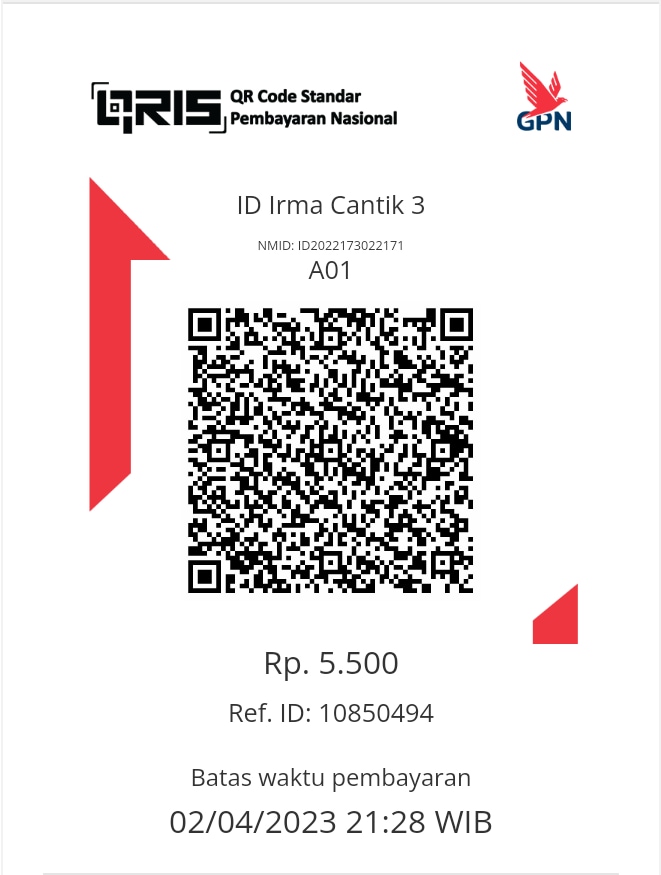 QRIS
QR Code Standar
Pembayaran Nasional
GPN
ID Irma Cantik 3
NMID: ID2022173022171
A01
Rp. 5.500
Ref. ID: 10850494
Batas waktu pembayaran
02/04/2023 21:28 WIB